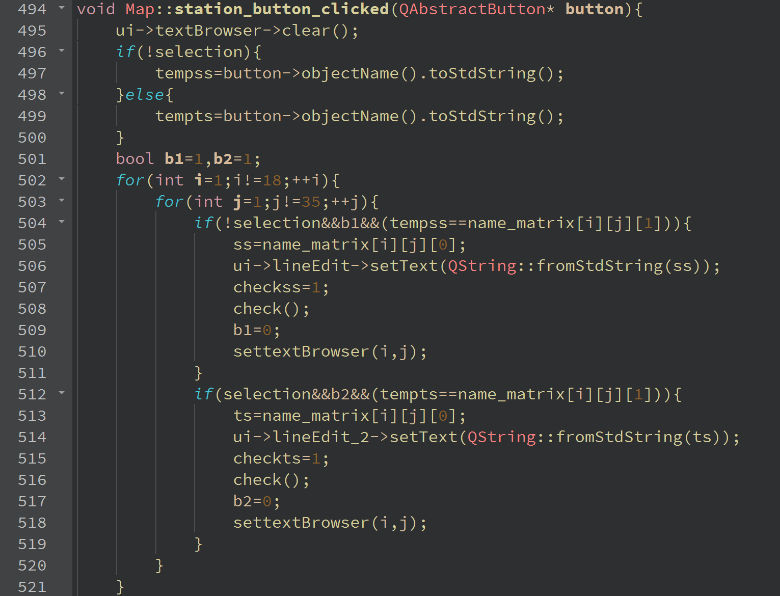 494 void Map::station_button_clicked(QAbstractButton* button){
495     ui->textBrowser->clear();
496     if(!selection){
497         tempss=button->objectName().toStdString();
498     }else{
499         tempts=button->objectName().toStdString();
500     }
501     bool b1=1,b2=1;
502     for(int i=1;i!=18;++i){
503         for(int j=1;j!=35;++j){
504             if(!selection&&b1&&(tempss==name_matrix[i][j][1])){
505                 ss=name_matrix[i][j][0];
506                 ui->lineEdit->setText(QString::fromStdString(ss));
507                 checkss=1;
508                 check();
509                 b1=0;
510                 settextBrowser(i,j);
511             }
512             if(selection&&b2&&(tempts==name_matrix[i][j][1])){
513                 ts=name_matrix[i][j][0];
514                 ui->lineEdit_2->setText(QString::fromStdString(ts));
515                 checkts=1;
516                 check();
517                 b2=0;
518                 settextBrowser(i,j);
519             }
520         }
521     }